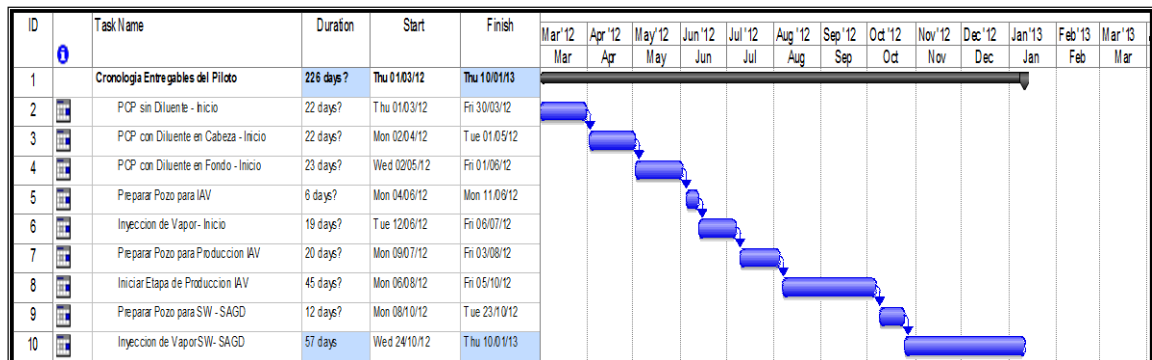 ID Task Name Duration Start Finish Mar '12 Apr '12 May '12 Jun '12 Jul '12 Aug '12 Sep '12 Oct '12 Nov '12 Dec '12 Jan '13 Feb '13 Mar '13
Mar Apr May Jun Jul Aug Sep Oct Nov Dec Jan Feb Mar
1 Cronologia Entregables del Piloto 226 days? Thu 01/03/12 Thu 10/01/13
2 PCP sin Diluente - Inicio 22 days? Thu 01/03/12 Fri 30/03/12
3 PCP con Diluente en Cabeza - Inicio 22 days? Mon 02/04/12 Tue 01/05/12
4 PCP con Diluente en Fondo - Inicio 23 days? Wed 02/05/12 Fri 01/06/12
5 Preparar Pozo para IAV 6 days? Mon 04/06/12 Mon 11/06/12
6 Inyeccion de Vapor- Inicio 19 days? Tue 12/06/12 Fri 06/07/12
7 Preparar Pozo para Produccion IAV 20 days? Mon 09/07/12 Fri 03/08/12
8 Iniciar Etapa de Produccion IAV 45 days? Mon 06/08/12 Fri 05/10/12
9 Preparar Pozo para SW - SAGD 12 days? Mon 08/10/12 Tue 23/10/12
10 Inyeccion de Vapor SW- SAGD 57 days Wed 24/10/12 Thu 10/01/13